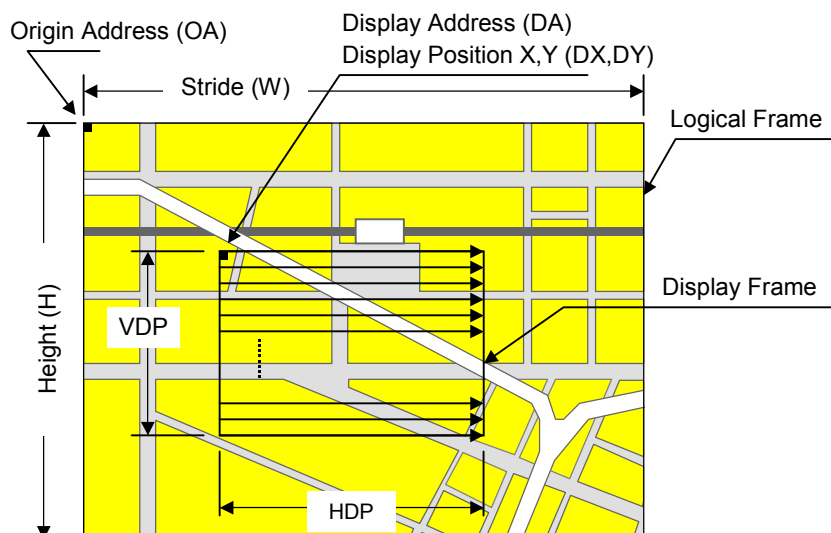 Origin Address (OA)
Display Address (DA)
Display Position X,Y (DX,DY)
Stride (W)
Logical Frame
Height (H)
VDP
Display Frame
HDP